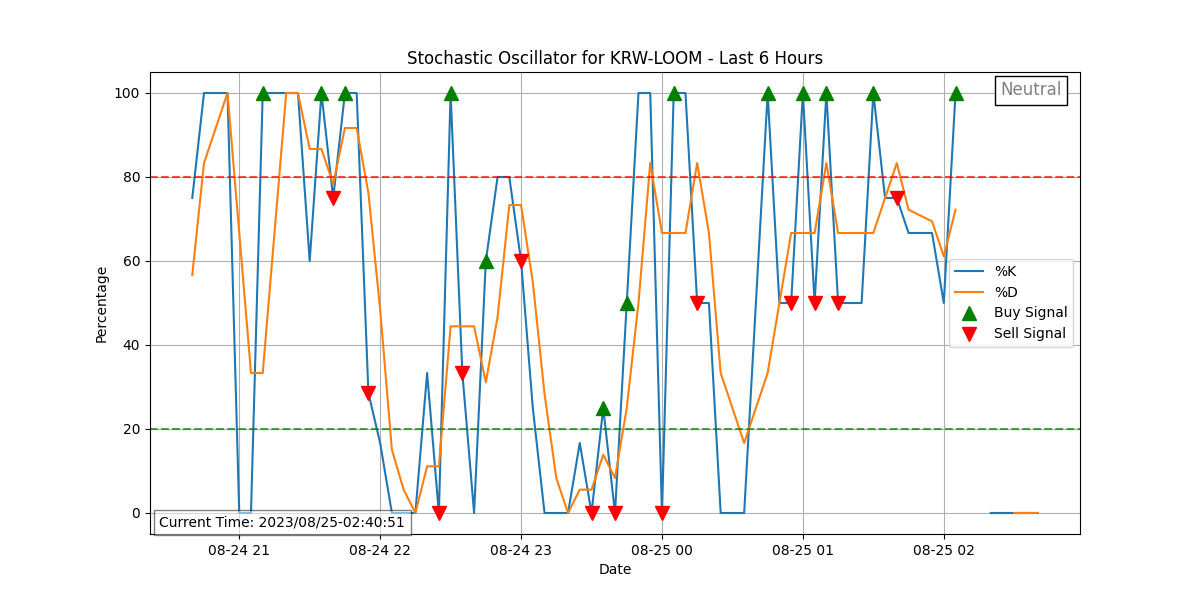 Stochastic Oscillator for KRW-LOOM - Last 6 Hours
Neutral
100
80
60
40
20
0
Percentage
%K
%D
Buy Signal
Sell Signal
Current Time: 2023/08/25-02:40:51
08-24 21
08-24 22
08-24 23
08-25 00
08-25 01
08-25 02
Date